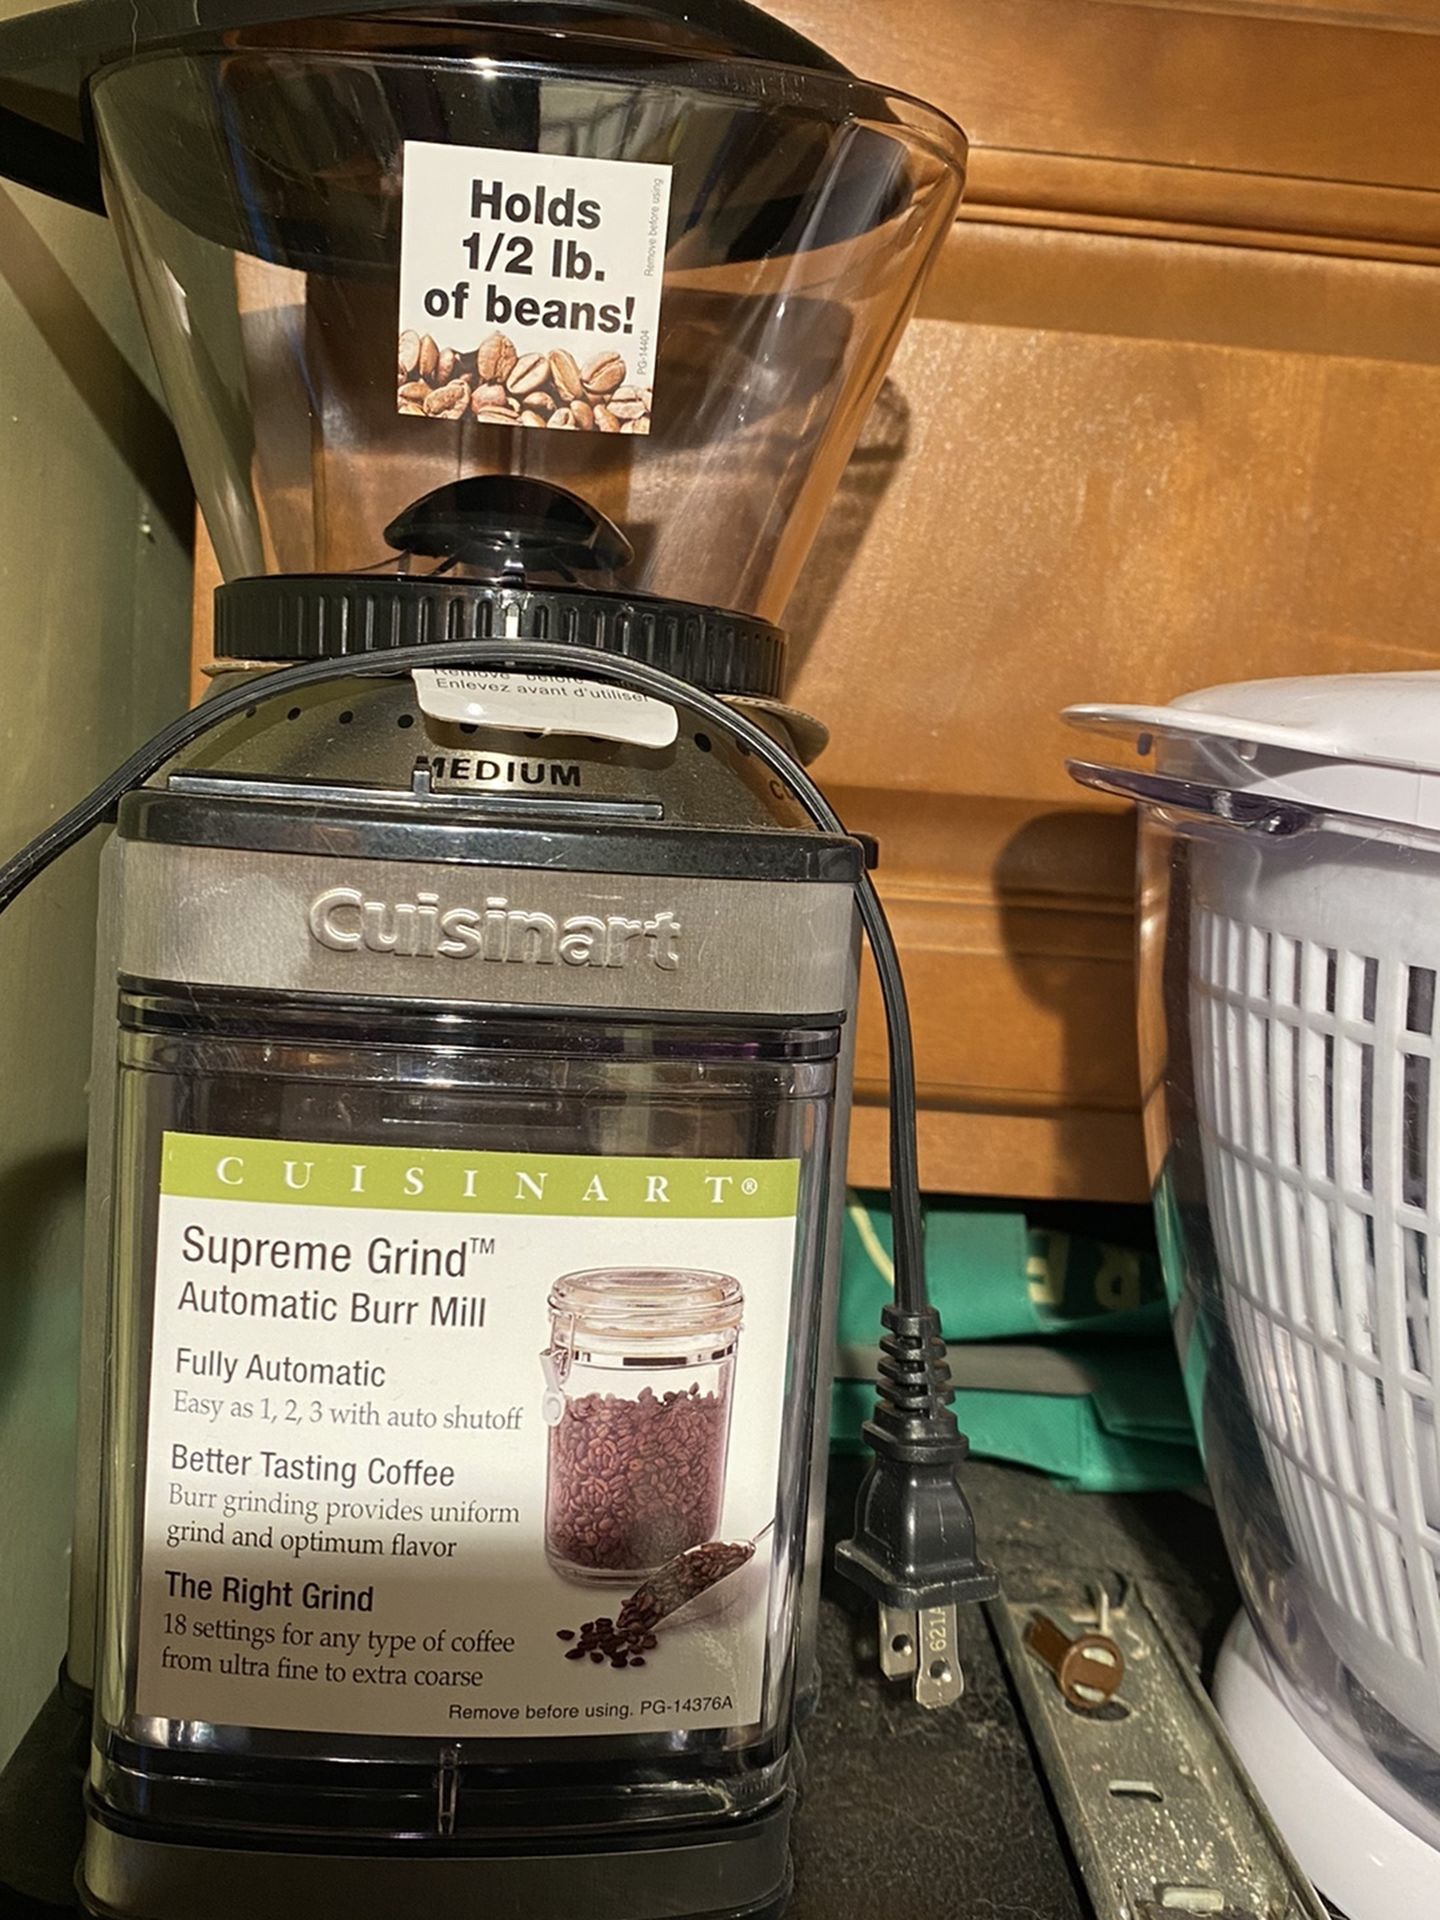 Holds
1/2 lb.
of beans!
Remove before using
PG-14404
Remove before
Enlevez avant d'utiliser
MEDIUM
Cuisinart
CUISINART®
Supreme Grind™
Automatic Burr Mill
Fully Automatic
Easy as 1, 2, 3 with auto shutoff
Better Tasting Coffee
Burr grinding provides uniform
grind and optimum flavor
The Right Grind
18 settings for any type of coffee
from ultra fine to extra coarse
Remove before using. PG-14376A
621A